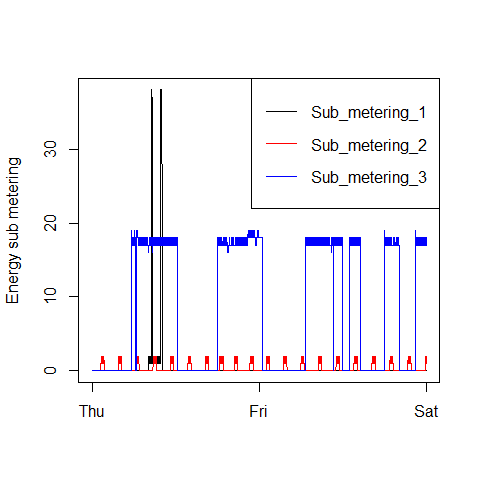 Sub_metering_1
Sub_metering_2
Sub_metering_3
Energy sub metering
30
20
10
0
Thu
Fri
Sat